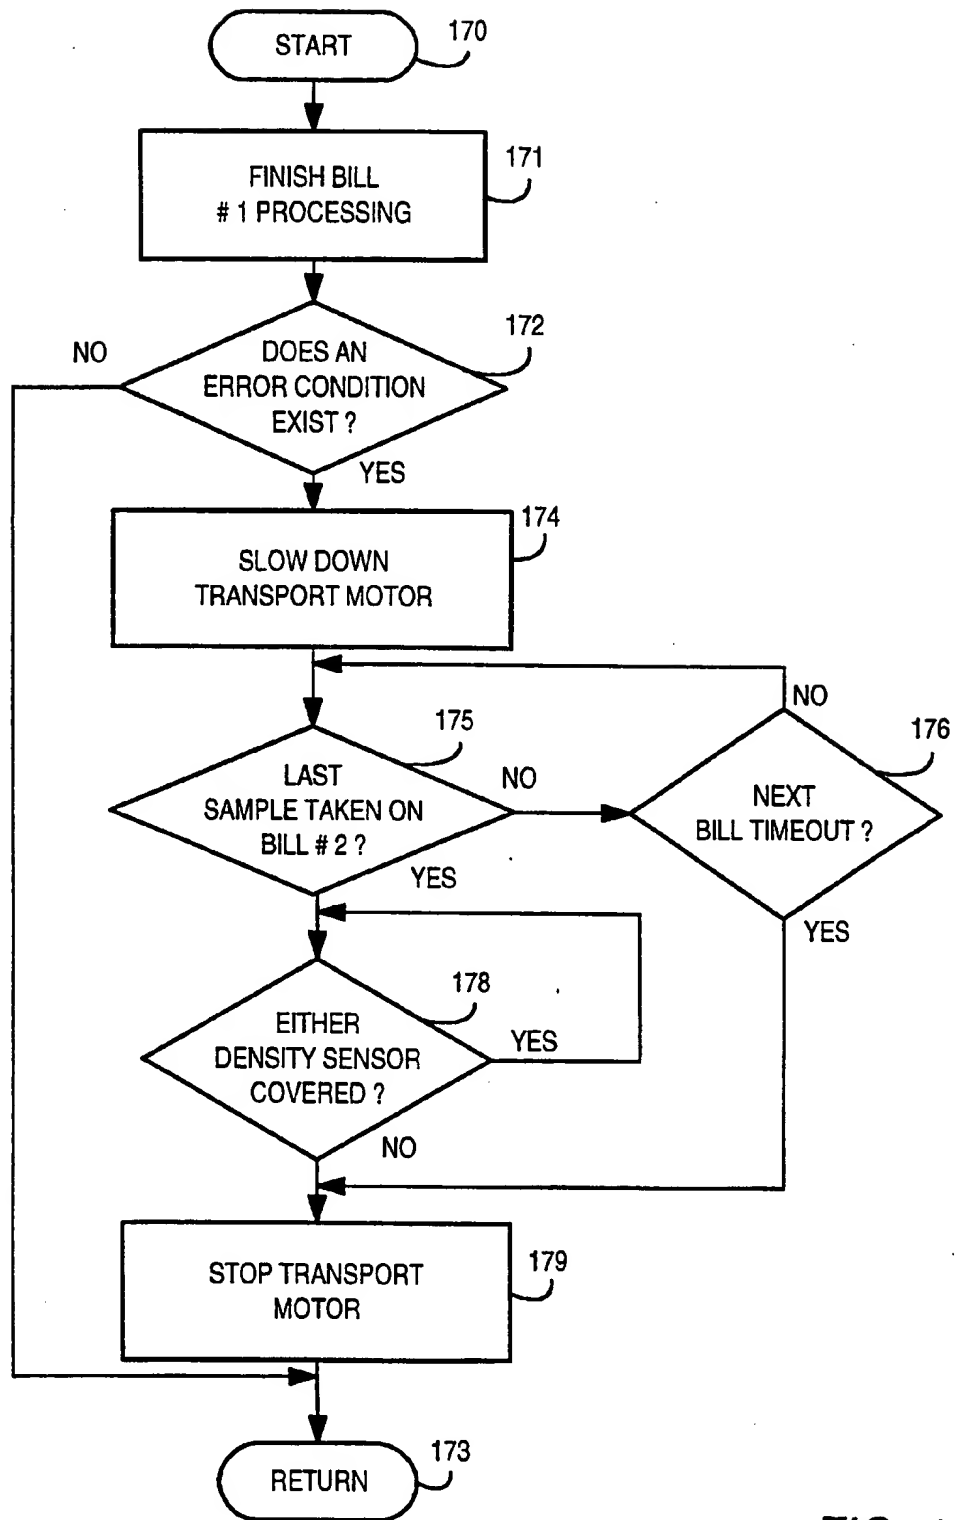 START
170
FINISH BILL
# 1 PROCESSING
171
DOES AN
ERROR CONDITION
EXIST ?
172
NO
YES
SLOW DOWN
TRANSPORT MOTOR
174
LAST
SAMPLE TAKEN ON
BILL # 2 ?
175
NO
YES
NEXT
BILL TIMEOUT ?
176
NO
YES
EITHER
DENSITY SENSOR
COVERED ?
178
YES
NO
STOP TRANSPORT
MOTOR
179
RETURN
173